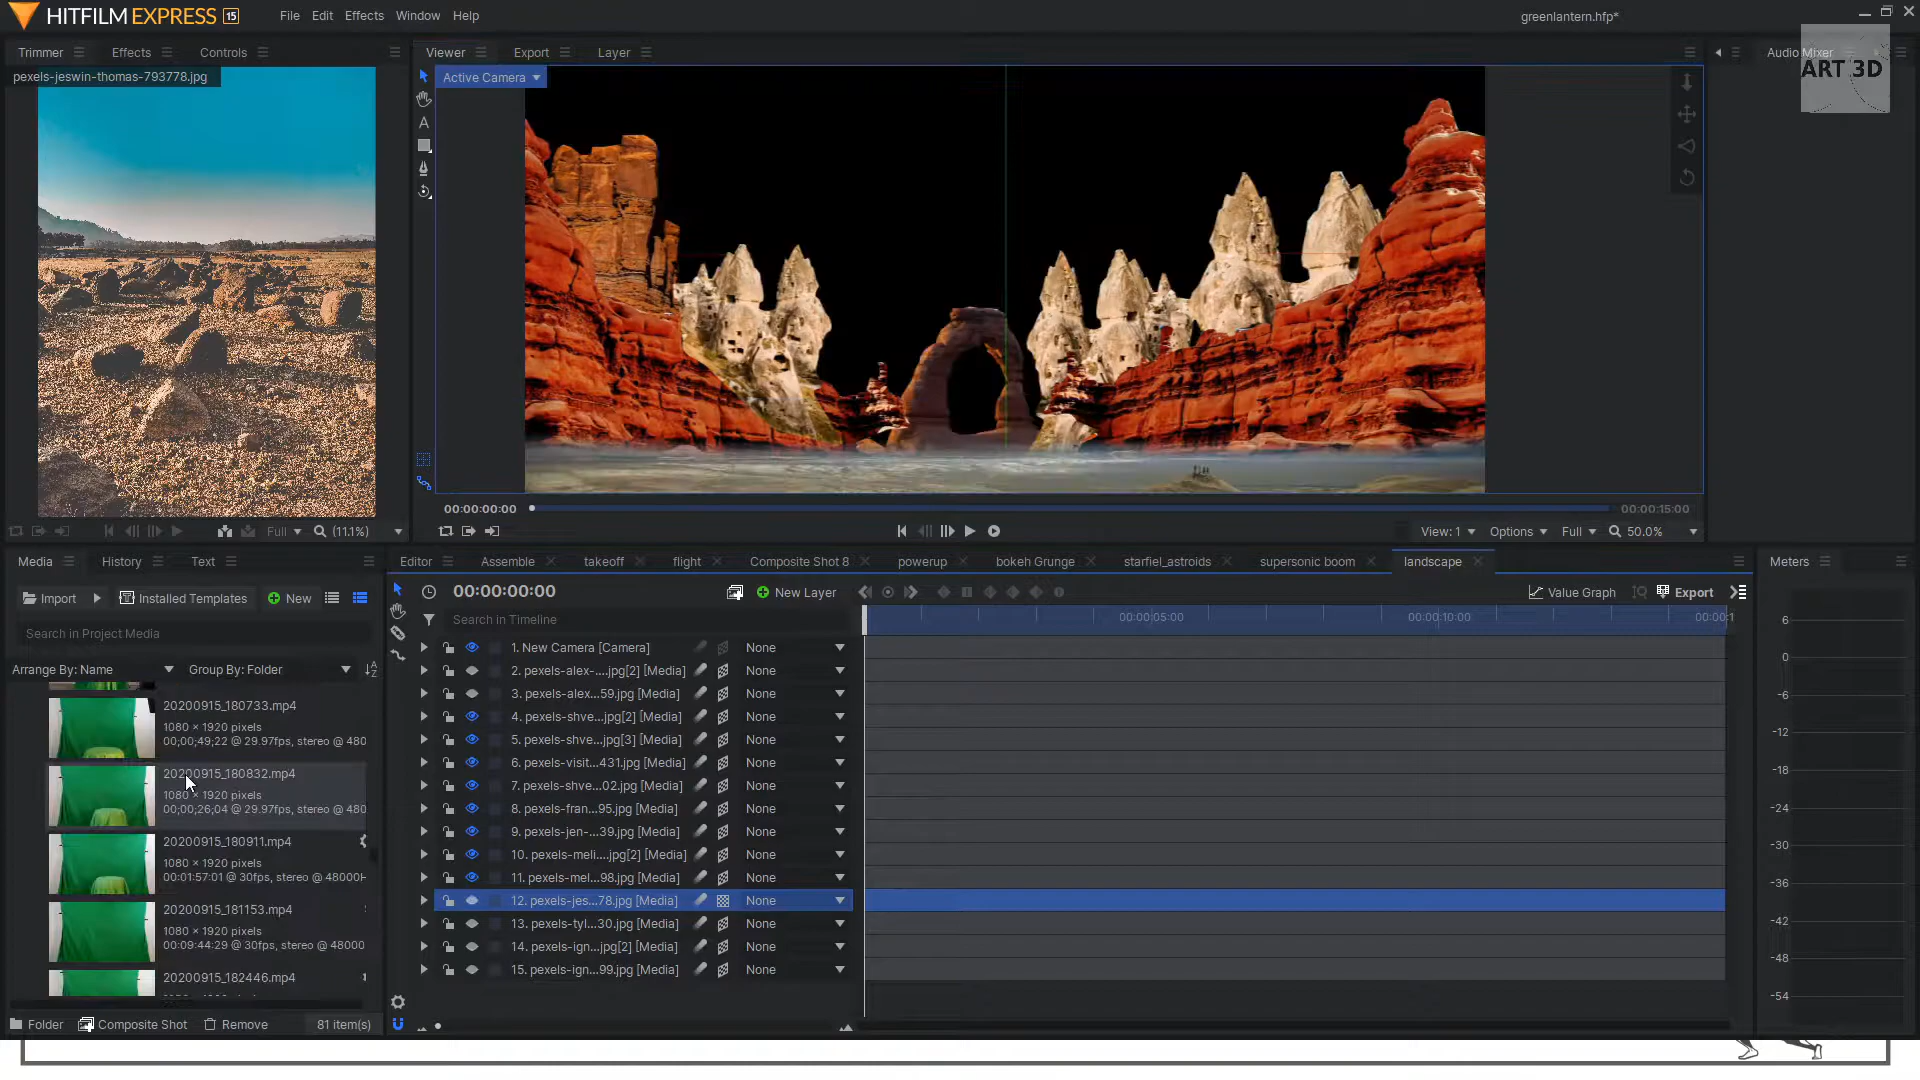 HITFILM EXPRESS 15
File Edit Effects Window Help
greenlantern.hfp*
Trimmer Effects Controls
Viewer Export Layer
Audio Mixer
ART 3D
pexels-jeswin-thomas-793778.jpg
Active Camera
00:00:00:00
00:00:15:00
Full (11.1%)
View: 1 Options Full 50.0%
Media History Text
Editor Assemble takeoff flight Composite Shot 8 powerup bokeh Grunge starfiel_astroids supersonic boom landscape
Meters
Import Installed Templates New
00:00:00:00 New Layer
Value Graph Export
Search in Project Media
Search in Timeline
00:00:05:00 00:00:10:00 00:00:1
Arrange By: Name Group By: Folder
20200915_180733.mp4
1080 × 1920 pixels
00;00;49;22 @ 29.97fps, stereo @ 480
20200915_180832.mp4
1080 × 1920 pixels
00;00;26;04 @ 29.97fps, stereo @ 480
20200915_180911.mp4
1080 × 1920 pixels
00:01:57:01 @ 30fps, stereo @ 48000H
20200915_181153.mp4
1080 × 1920 pixels
00:09:44:29 @ 30fps, stereo @ 48000
20200915_182446.mp4
1. New Camera [Camera] None
2. pexels-alex-....jpg[2] [Media] None
3. pexels-alex...59.jpg [Media] None
4. pexels-shve...jpg[2] [Media] None
5. pexels-shve...jpg[3] [Media] None
6. pexels-visit...431.jpg [Media] None
7. pexels-shve...02.jpg [Media] None
8. pexels-fran...95.jpg [Media] None
9. pexels-jen-...39.jpg [Media] None
10. pexels-meli....jpg[2] [Media] None
11. pexels-mel...98.jpg [Media] None
12. pexels-jes...78.jpg [Media] None
13. pexels-tyl...30.jpg [Media] None
14. pexels-ign...jpg[2] [Media] None
15. pexels-ign...99.jpg [Media] None
6
0
-6
-12
-18
-24
-30
-36
-42
-48
-54
Folder Composite Shot Remove 81 item(s)